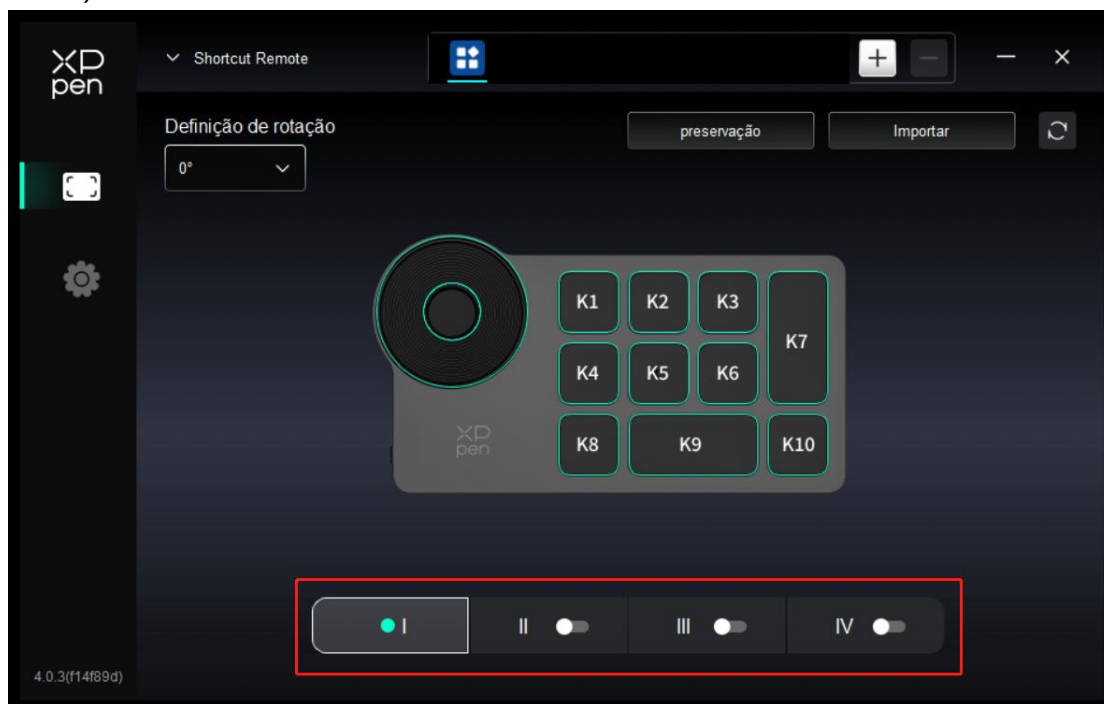 XP
pen
Shortcut Remote
Definição de rotação
preservação
Importar
0°
K1 K2 K3
K7
K4 K5 K6
XP
pen
K8 K9 K10
I II III IV
4.0.3(f14f89d)